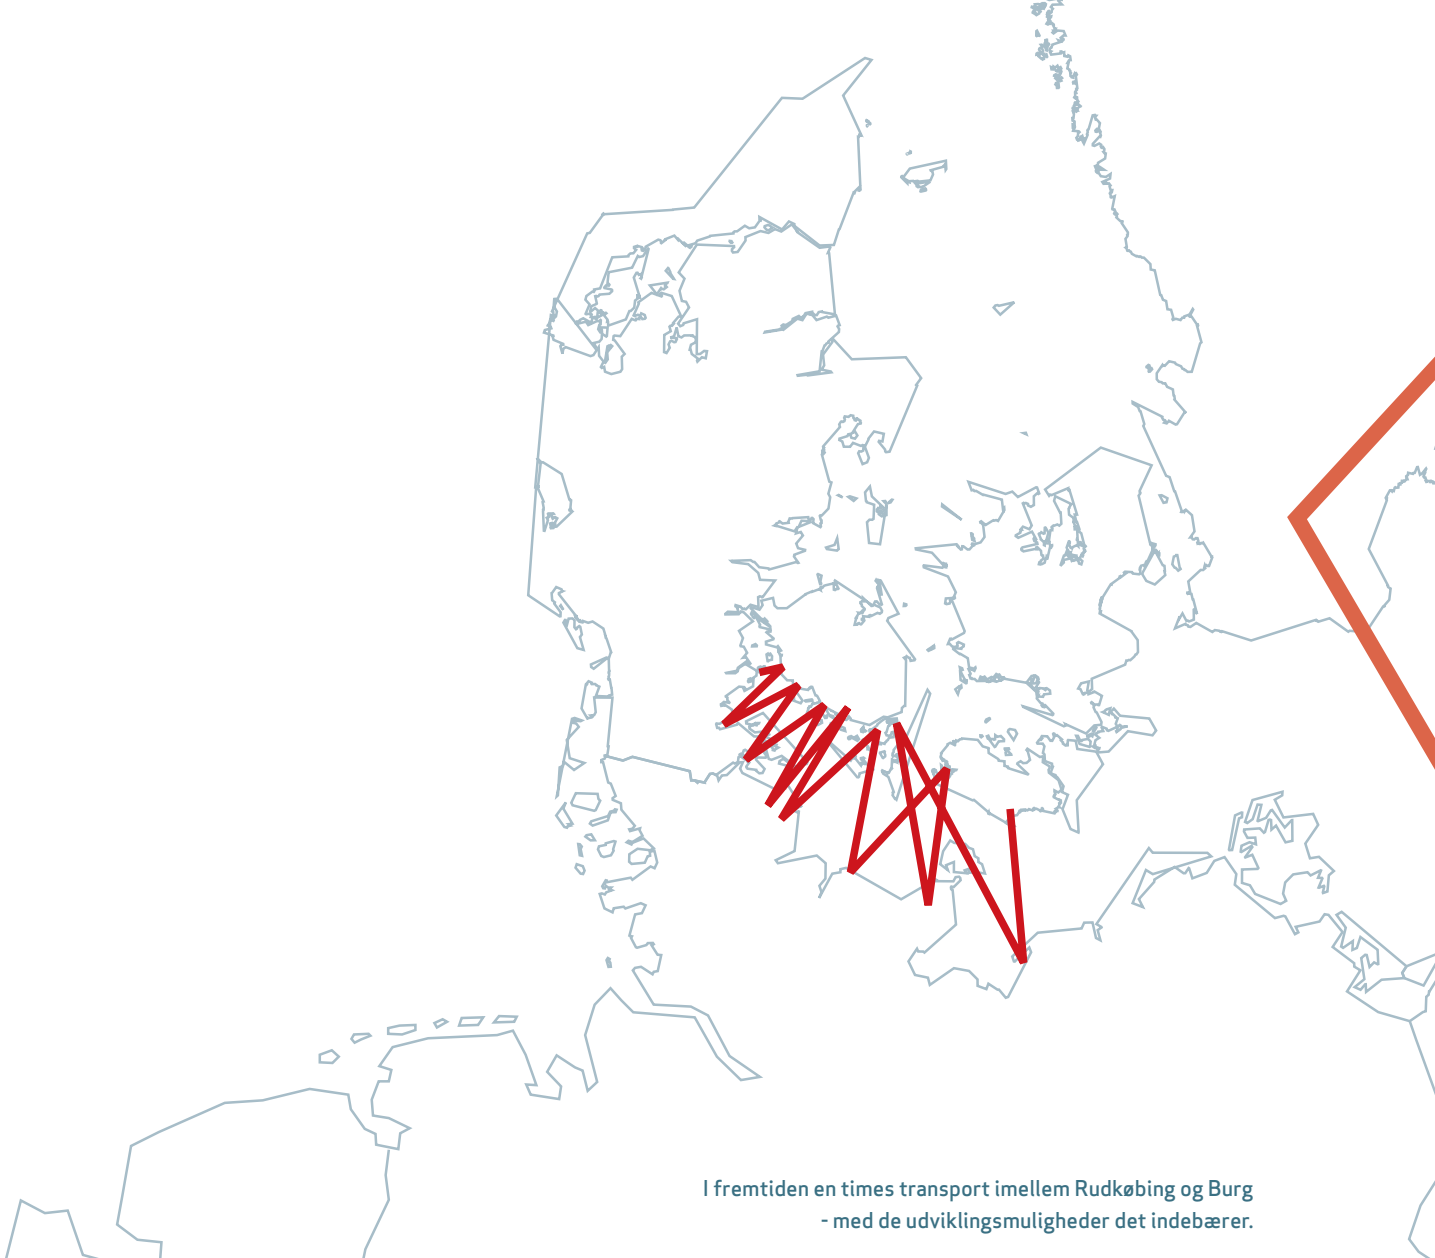 I fremtiden en times transport imellem Rudkøbing og Burg
- med de udviklingsmuligheder det indebærer.